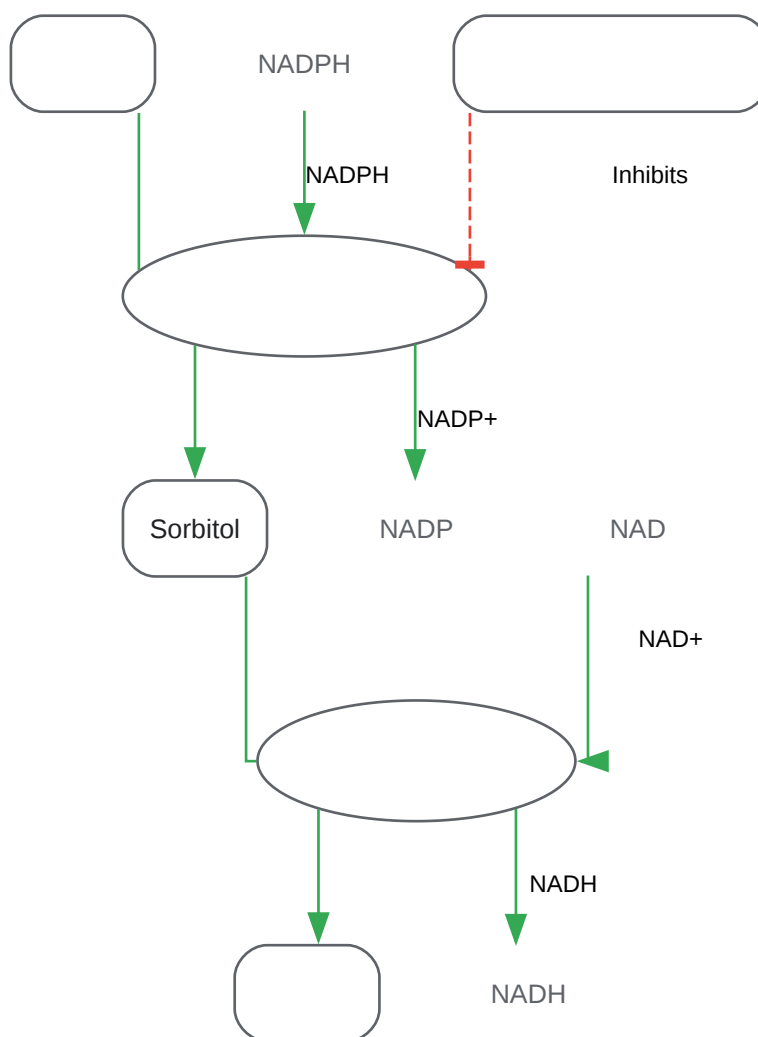 NADPH
NADPH
Inhibits
NADP+
Sorbitol
NADP
NAD
NAD+
NADH
NADH